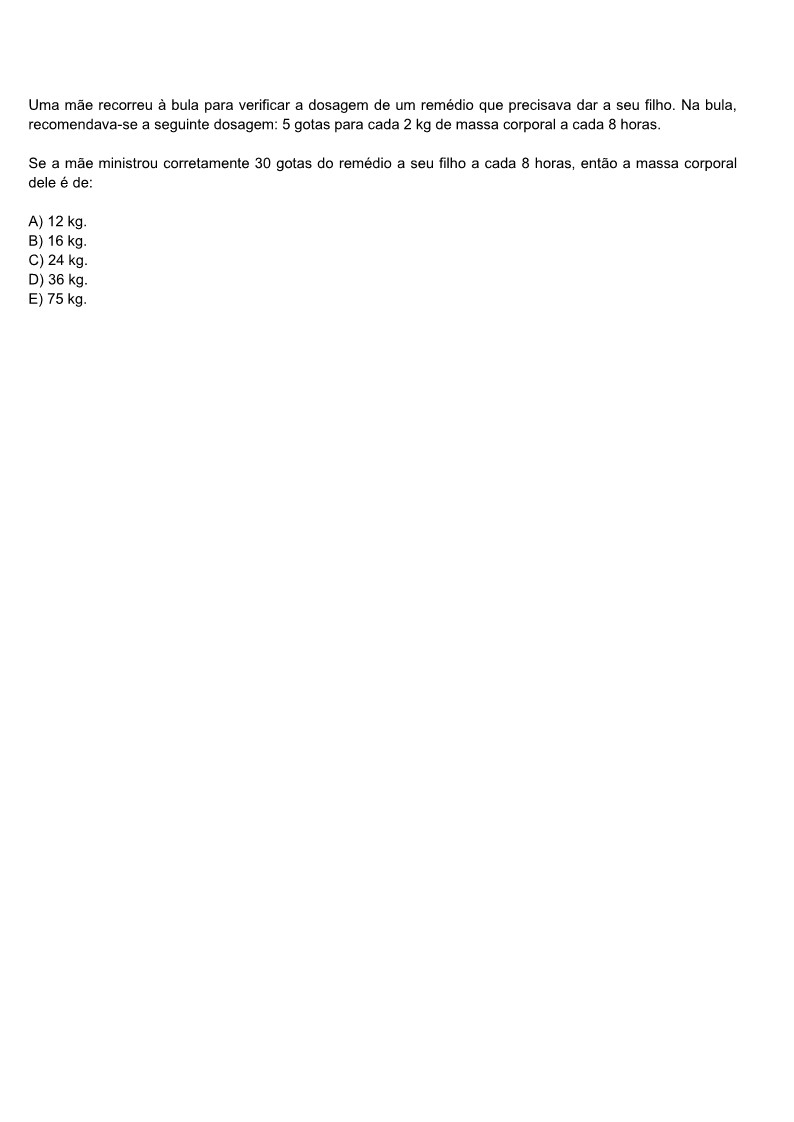 Uma mãe recorreu à bula para verificar a dosagem de um remédio que precisava dar a seu filho. Na bula,
recomendava-se a seguinte dosagem: 5 gotas para cada 2 kg de massa corporal a cada 8 horas.
Se a mãe ministrou corretamente 30 gotas do remédio a seu filho a cada 8 horas, então a massa corporal
dele é de:
A) 12 kg.
B) 16 kg.
C) 24 kg.
D) 36 kg.
E) 75 kg.